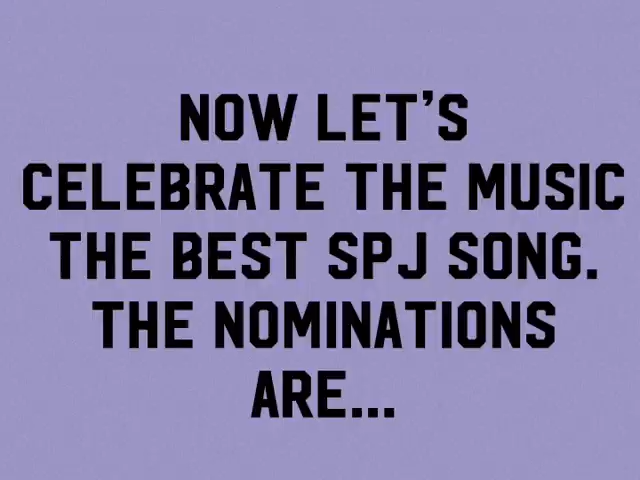 NOW LET'S
CELEBRATE THE MUSIC
THE BEST SPJ SONG.
THE NOMINATIONS
ARE...